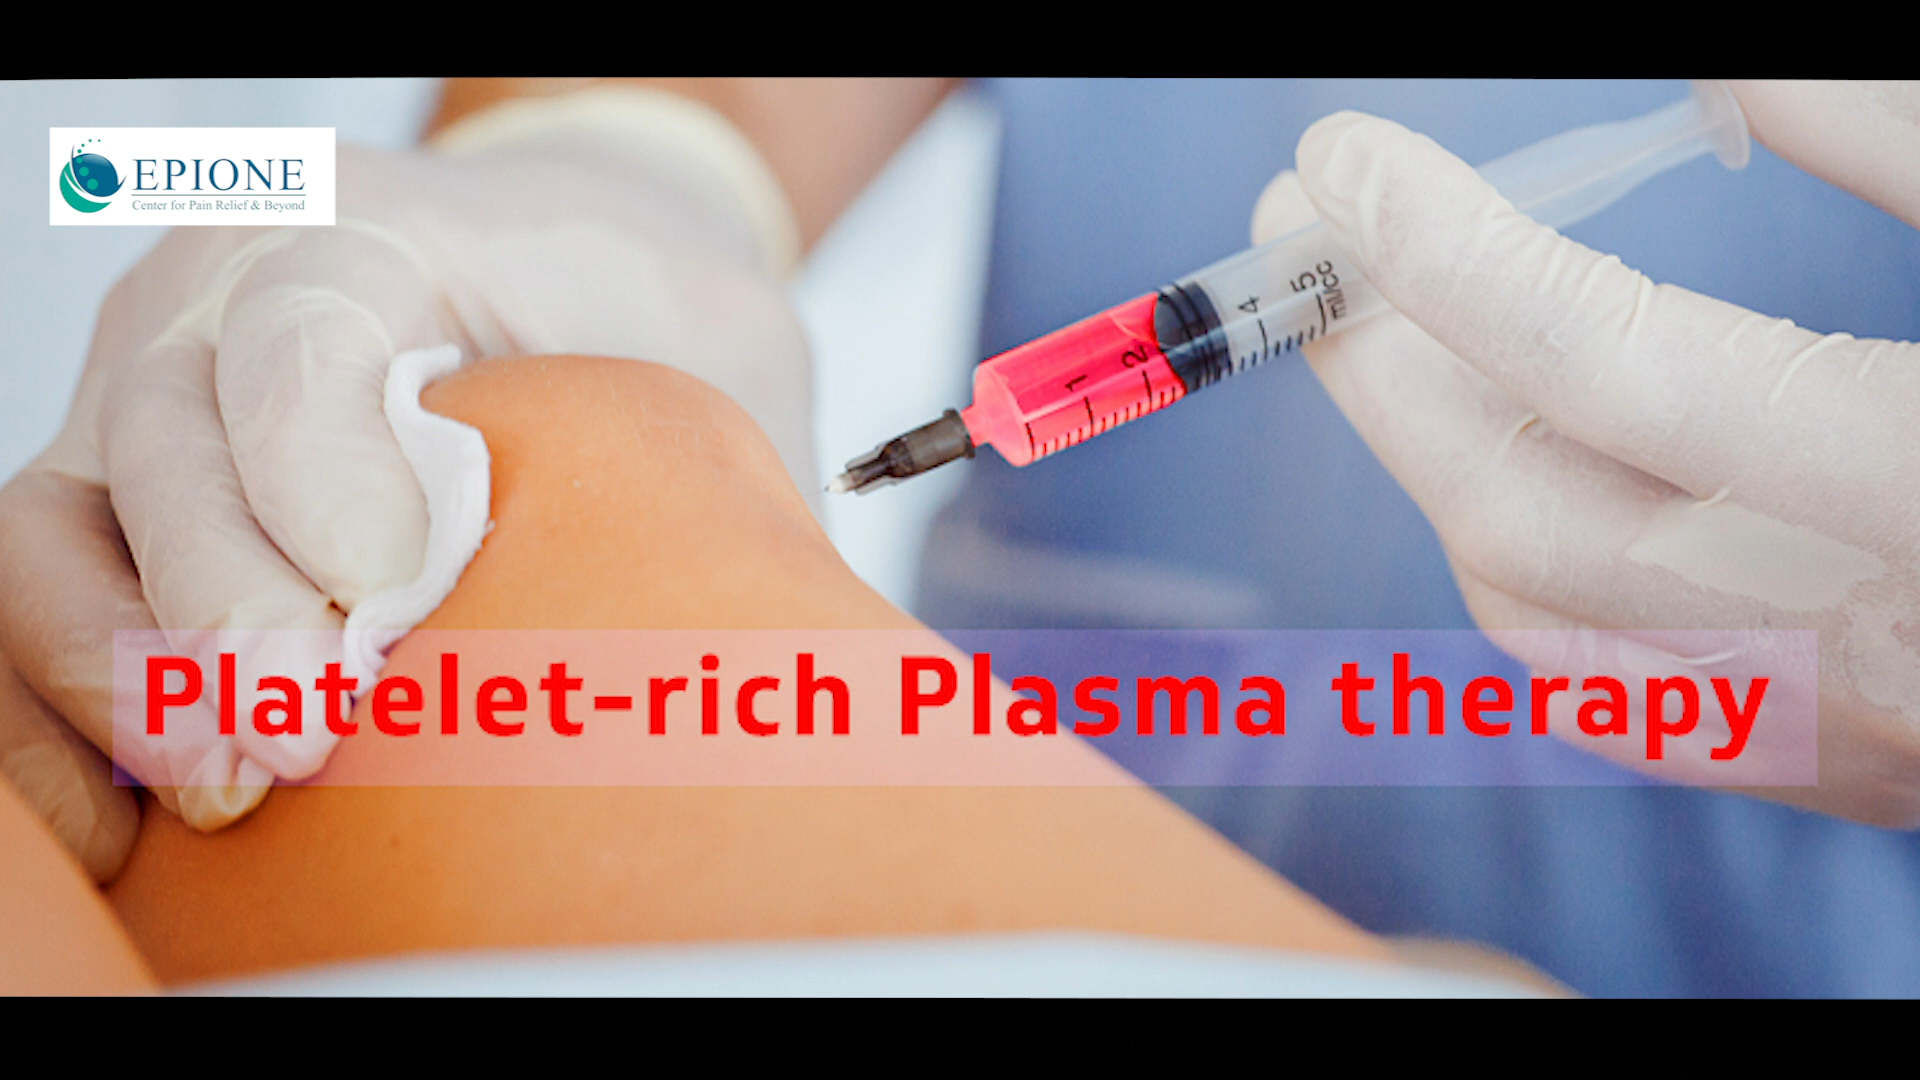 EPIONE
Center for Pain Relief & Beyond
5 ml/cc
4
2
1
Platelet-rich Plasma therapy